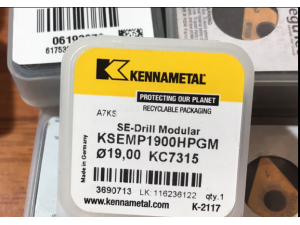 KENNAMETAL
PROTECTING OUR PLANET
RECYCLABLE PACKAGING
A7KS
SE-Drill Modular
KSEMP1900HPGM
Ø19,00 KC7315
Made in Germany
3690713 LK: 116236122 qty.1
www.kennametal.com K-2117